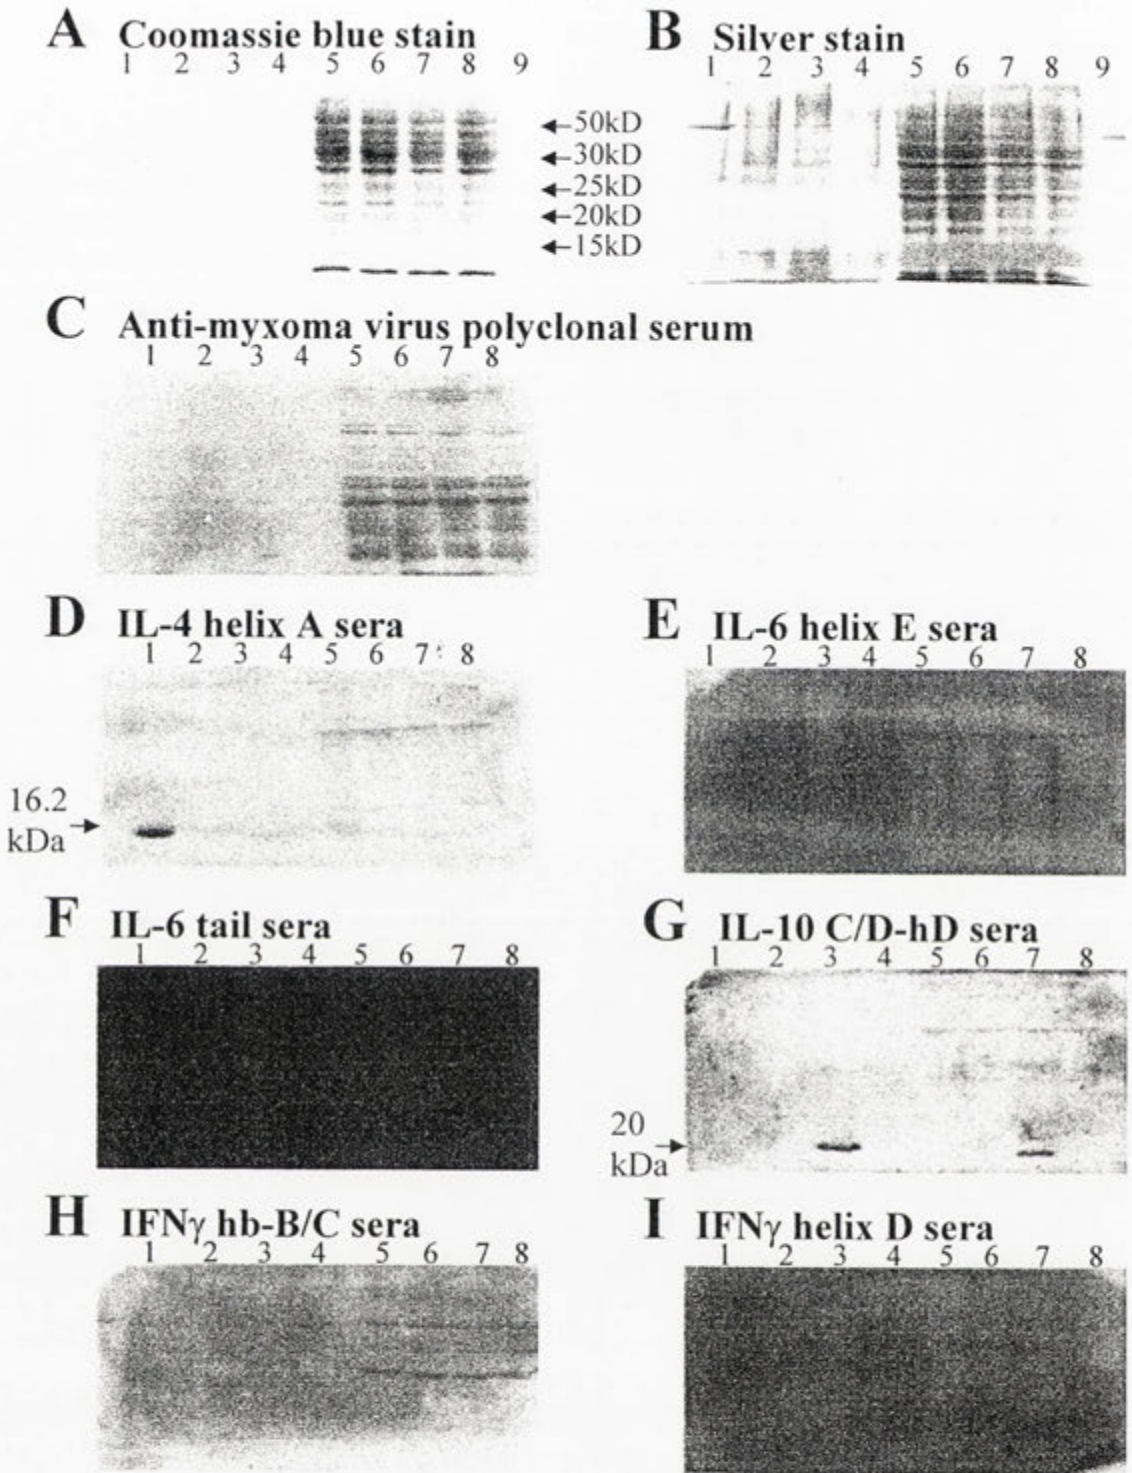 A Coomassie blue stain
1 2 3 4 5 6 7 8 9
50kD
30kD
25kD
20kD
15kD
B Silver stain
1 2 3 4 5 6 7 8 9
C Anti-myxoma virus polyclonal serum
1 2 3 4 5 6 7 8
D IL-4 helix A sera
1 2 3 4 5 6 7 8
16.2
kDa
E IL-6 helix E sera
1 2 3 4 5 6 7 8
F IL-6 tail sera
1 2 3 4 5 6 7 8
G IL-10 C/D-hD sera
1 2 3 4 5 6 7 8
20
kDa
H IFNγ hb-B/C sera
1 2 3 4 5 6 7 8
I IFNγ helix D sera
1 2 3 4 5 6 7 8